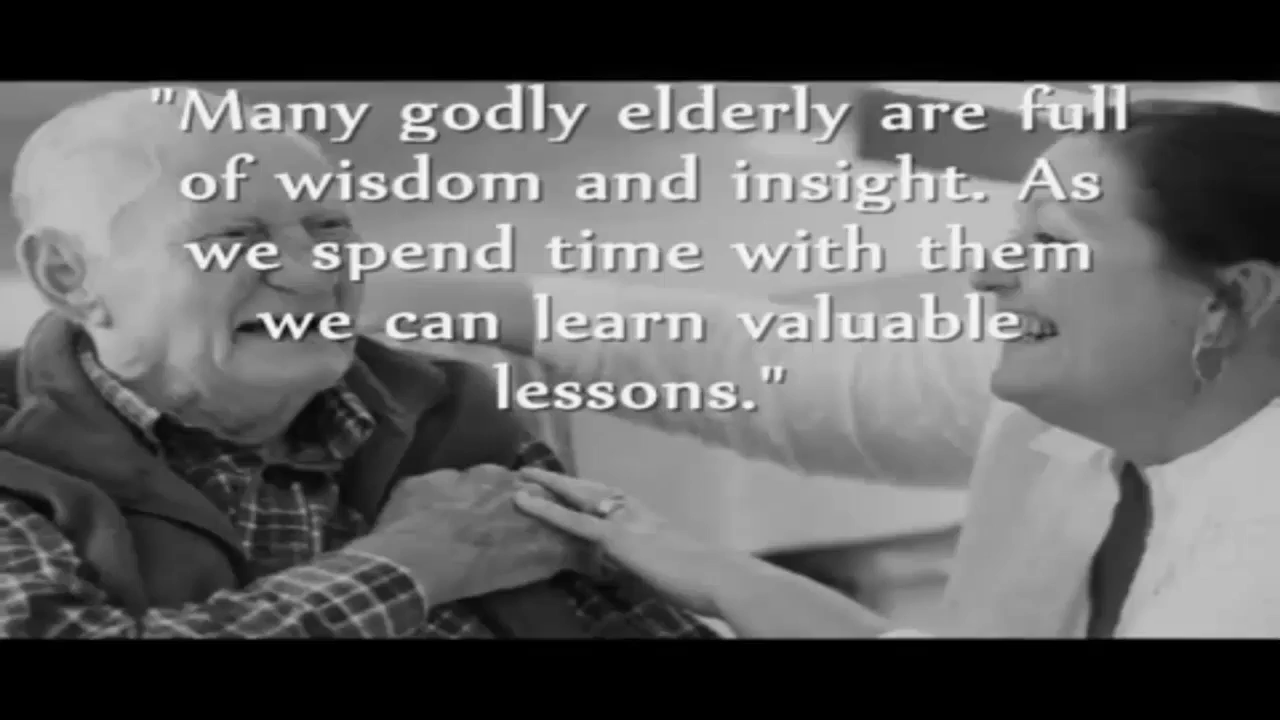 "Many godly elderly are full
of wisdom and insight. As
we spend time with them
we can learn valuable
lessons."